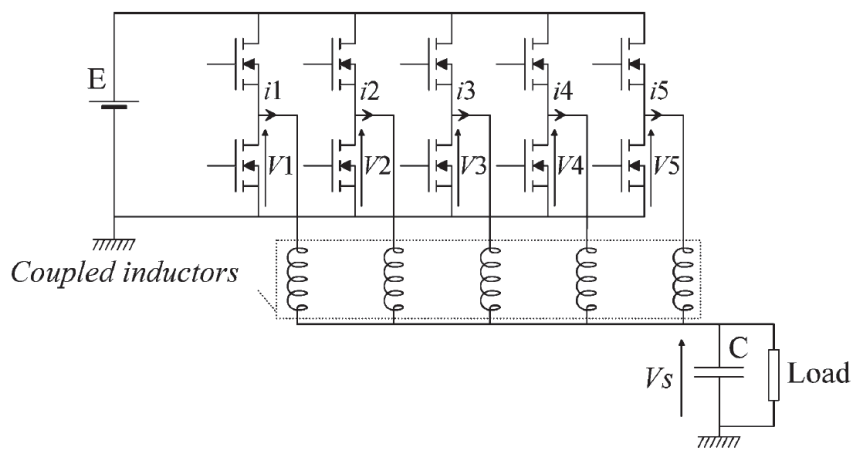 E
i1 i2 i3 i4 i5
V1 V2 V3 V4 V5
Coupled inductors
Vs
C
Load